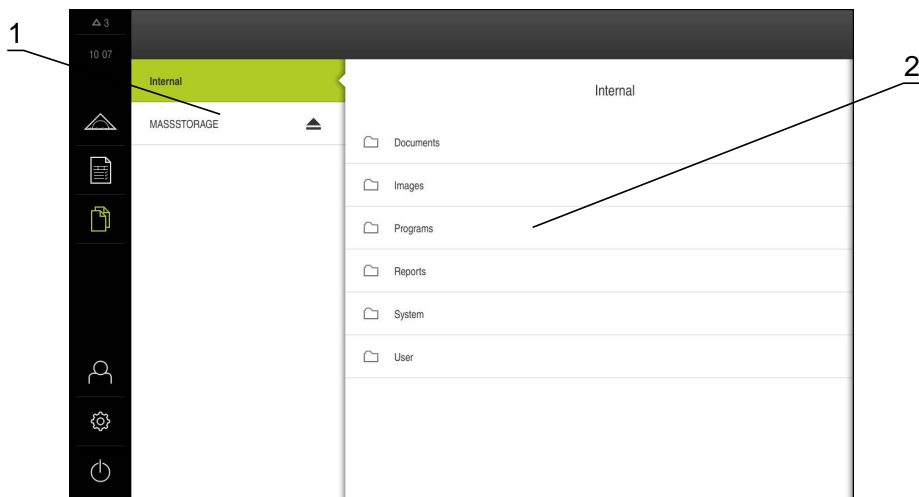 1
2
3
10 07
Internal
MASSSTORAGE
Internal
Documents
Images
Programs
Reports
System
User